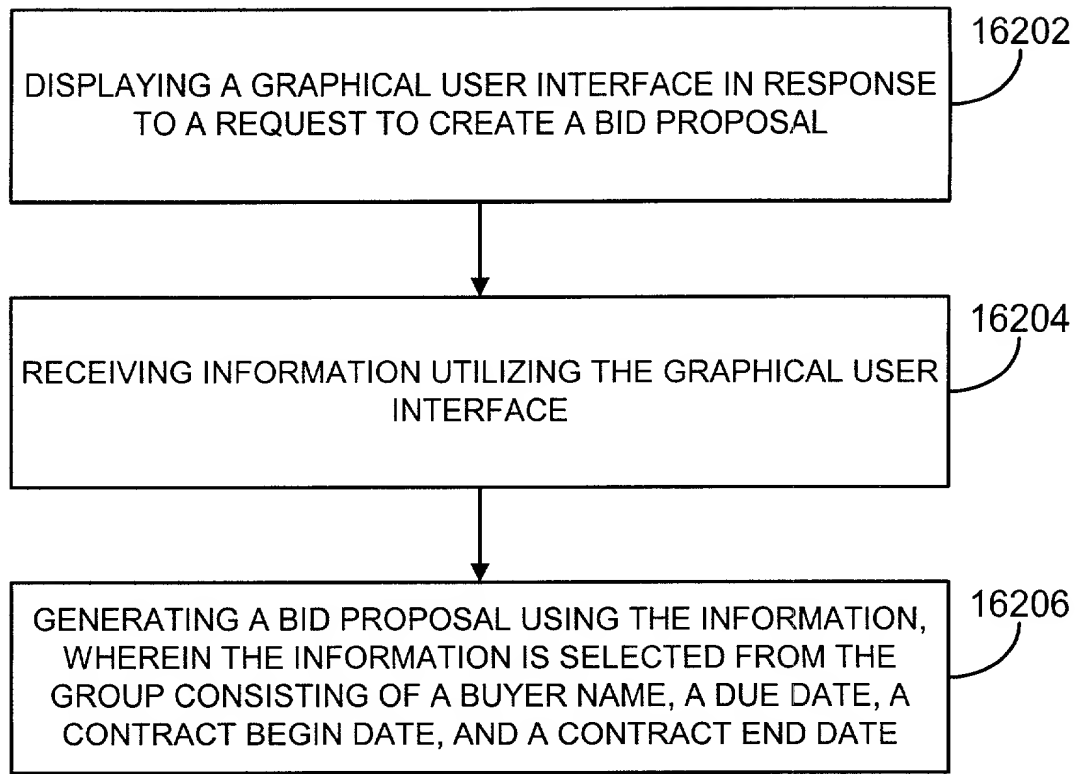 16202
DISPLAYING A GRAPHICAL USER INTERFACE IN RESPONSE
TO A REQUEST TO CREATE A BID PROPOSAL
16204
RECEIVING INFORMATION UTILIZING THE GRAPHICAL USER
INTERFACE
16206
GENERATING A BID PROPOSAL USING THE INFORMATION,
WHEREIN THE INFORMATION IS SELECTED FROM THE
GROUP CONSISTING OF A BUYER NAME, A DUE DATE, A
CONTRACT BEGIN DATE, AND A CONTRACT END DATE